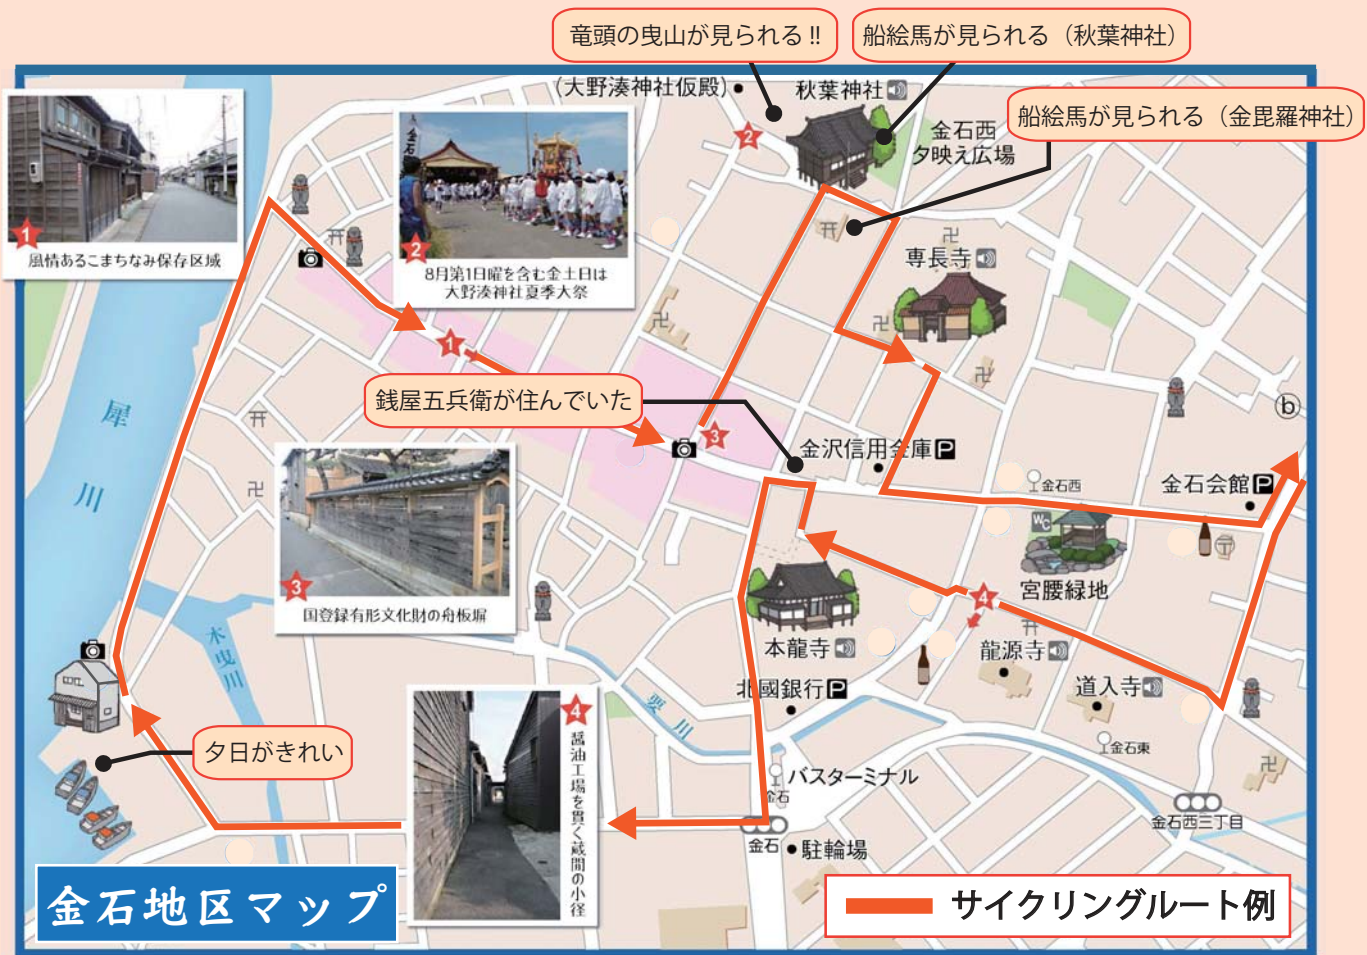 竜頭の曳山が見られる!!
船絵馬が見られる（秋葉神社）
船絵馬が見られる（金毘羅神社）
(大野湊神社仮殿)
秋葉神社
金石西
夕映え広場
2
1
風情あるこまちなみ保存区域
金石
2
8月第1日曜を含む金土日は
大野湊神社夏季大祭
専長寺
1
銭屋五兵衛が住んでいた
3
金沢信用金庫 P
金石西
金石会館 P
b
犀川
WC
宮腰緑地
3
国登録有形文化財の舟板塀
4
本龍寺
龍源寺
道入寺
木曳川
北國銀行 P
要川
金石東
4
醤油工場を貫く蔵間の小径
夕日がきれい
バスターミナル
金石
金石
駐輪場
金石西三丁目
金石地区マップ
サイクリングルート例